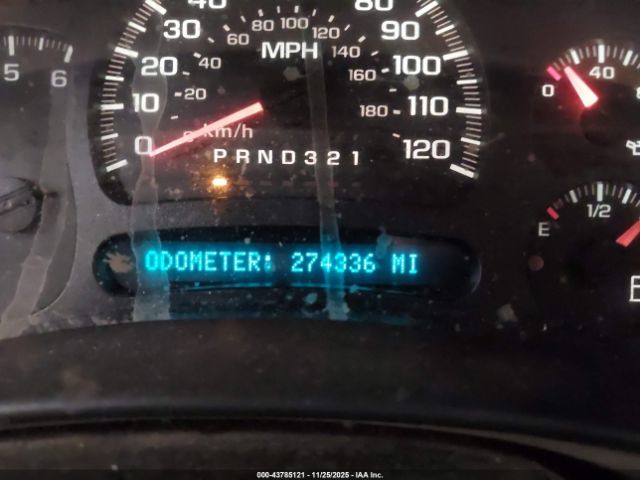 40 80
30 60 80 100 120 90
5 6 MPH 140
20 40 160 100
10 20 180 110
0 km/h 120
PRND321
0 40
E 1/2
ODOMETER: 274336 MI
000-43785121 - 11/25/2025 - IAA Inc.